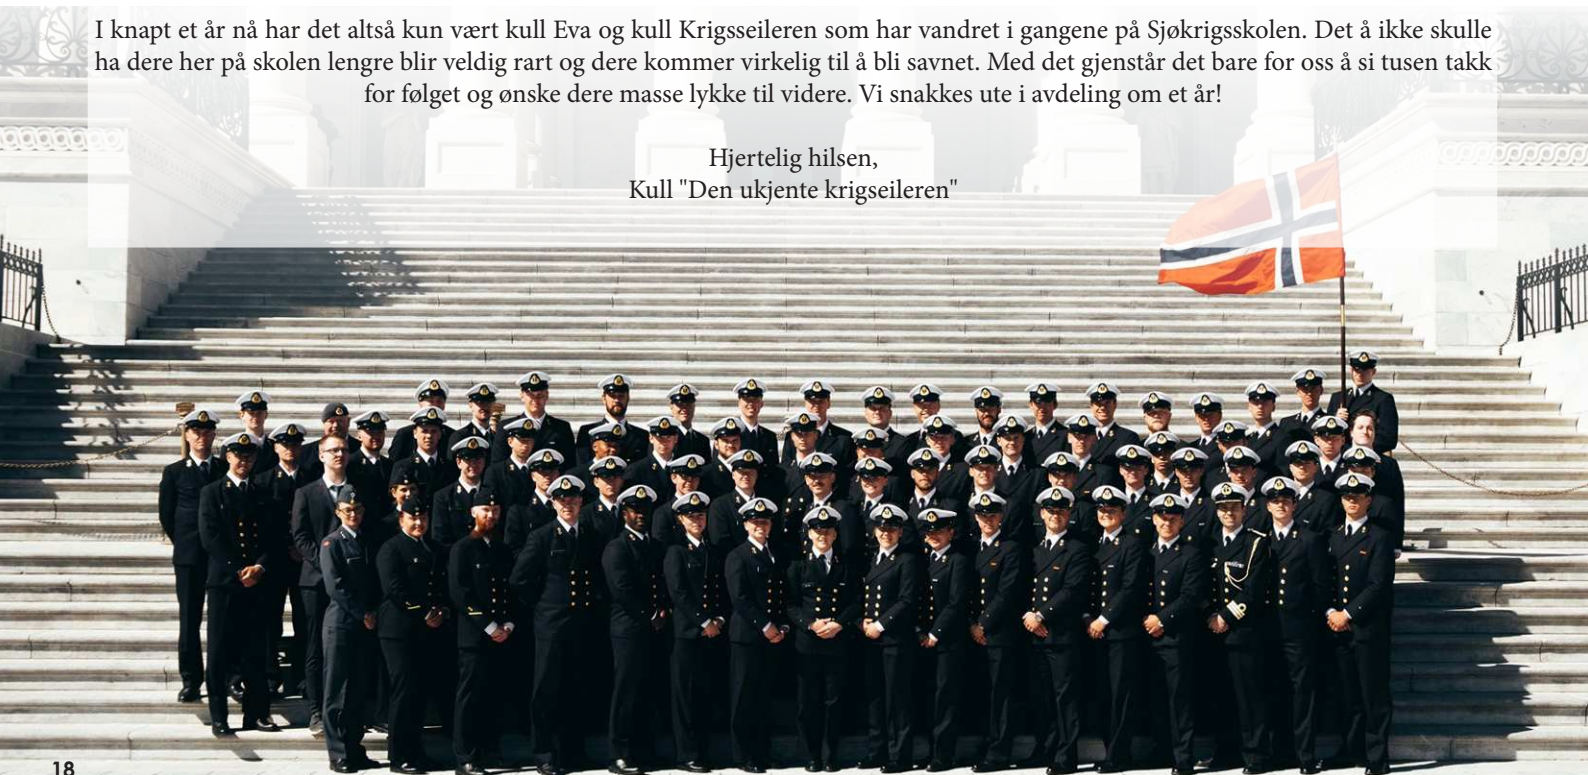 I knapt et år nå har det altså kun vært kull Eva og kull Krigsseileren som har vandret i gangene på Sjøkrigsskolen. Det å ikke skulle
ha dere her på skolen lengre blir veldig rart og dere kommer virkelig til å bli savnet. Med det gjenstår det bare for oss å si tusen takk
for følget og ønske dere masse lykke til videre. Vi snakkes ute i avdeling om et år!
Hjertelig hilsen,
Kull "Den ukjente krigseileren"
18